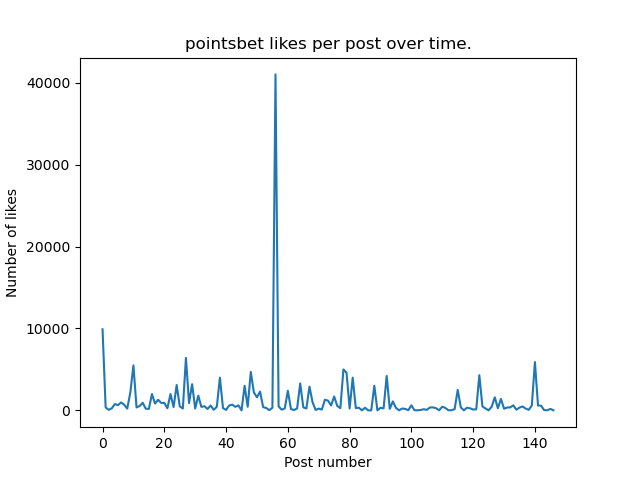 pointsbet likes per post over time.
40000
30000
20000
10000
0
Number of likes
0 20 40 60 80 100 120 140
Post number